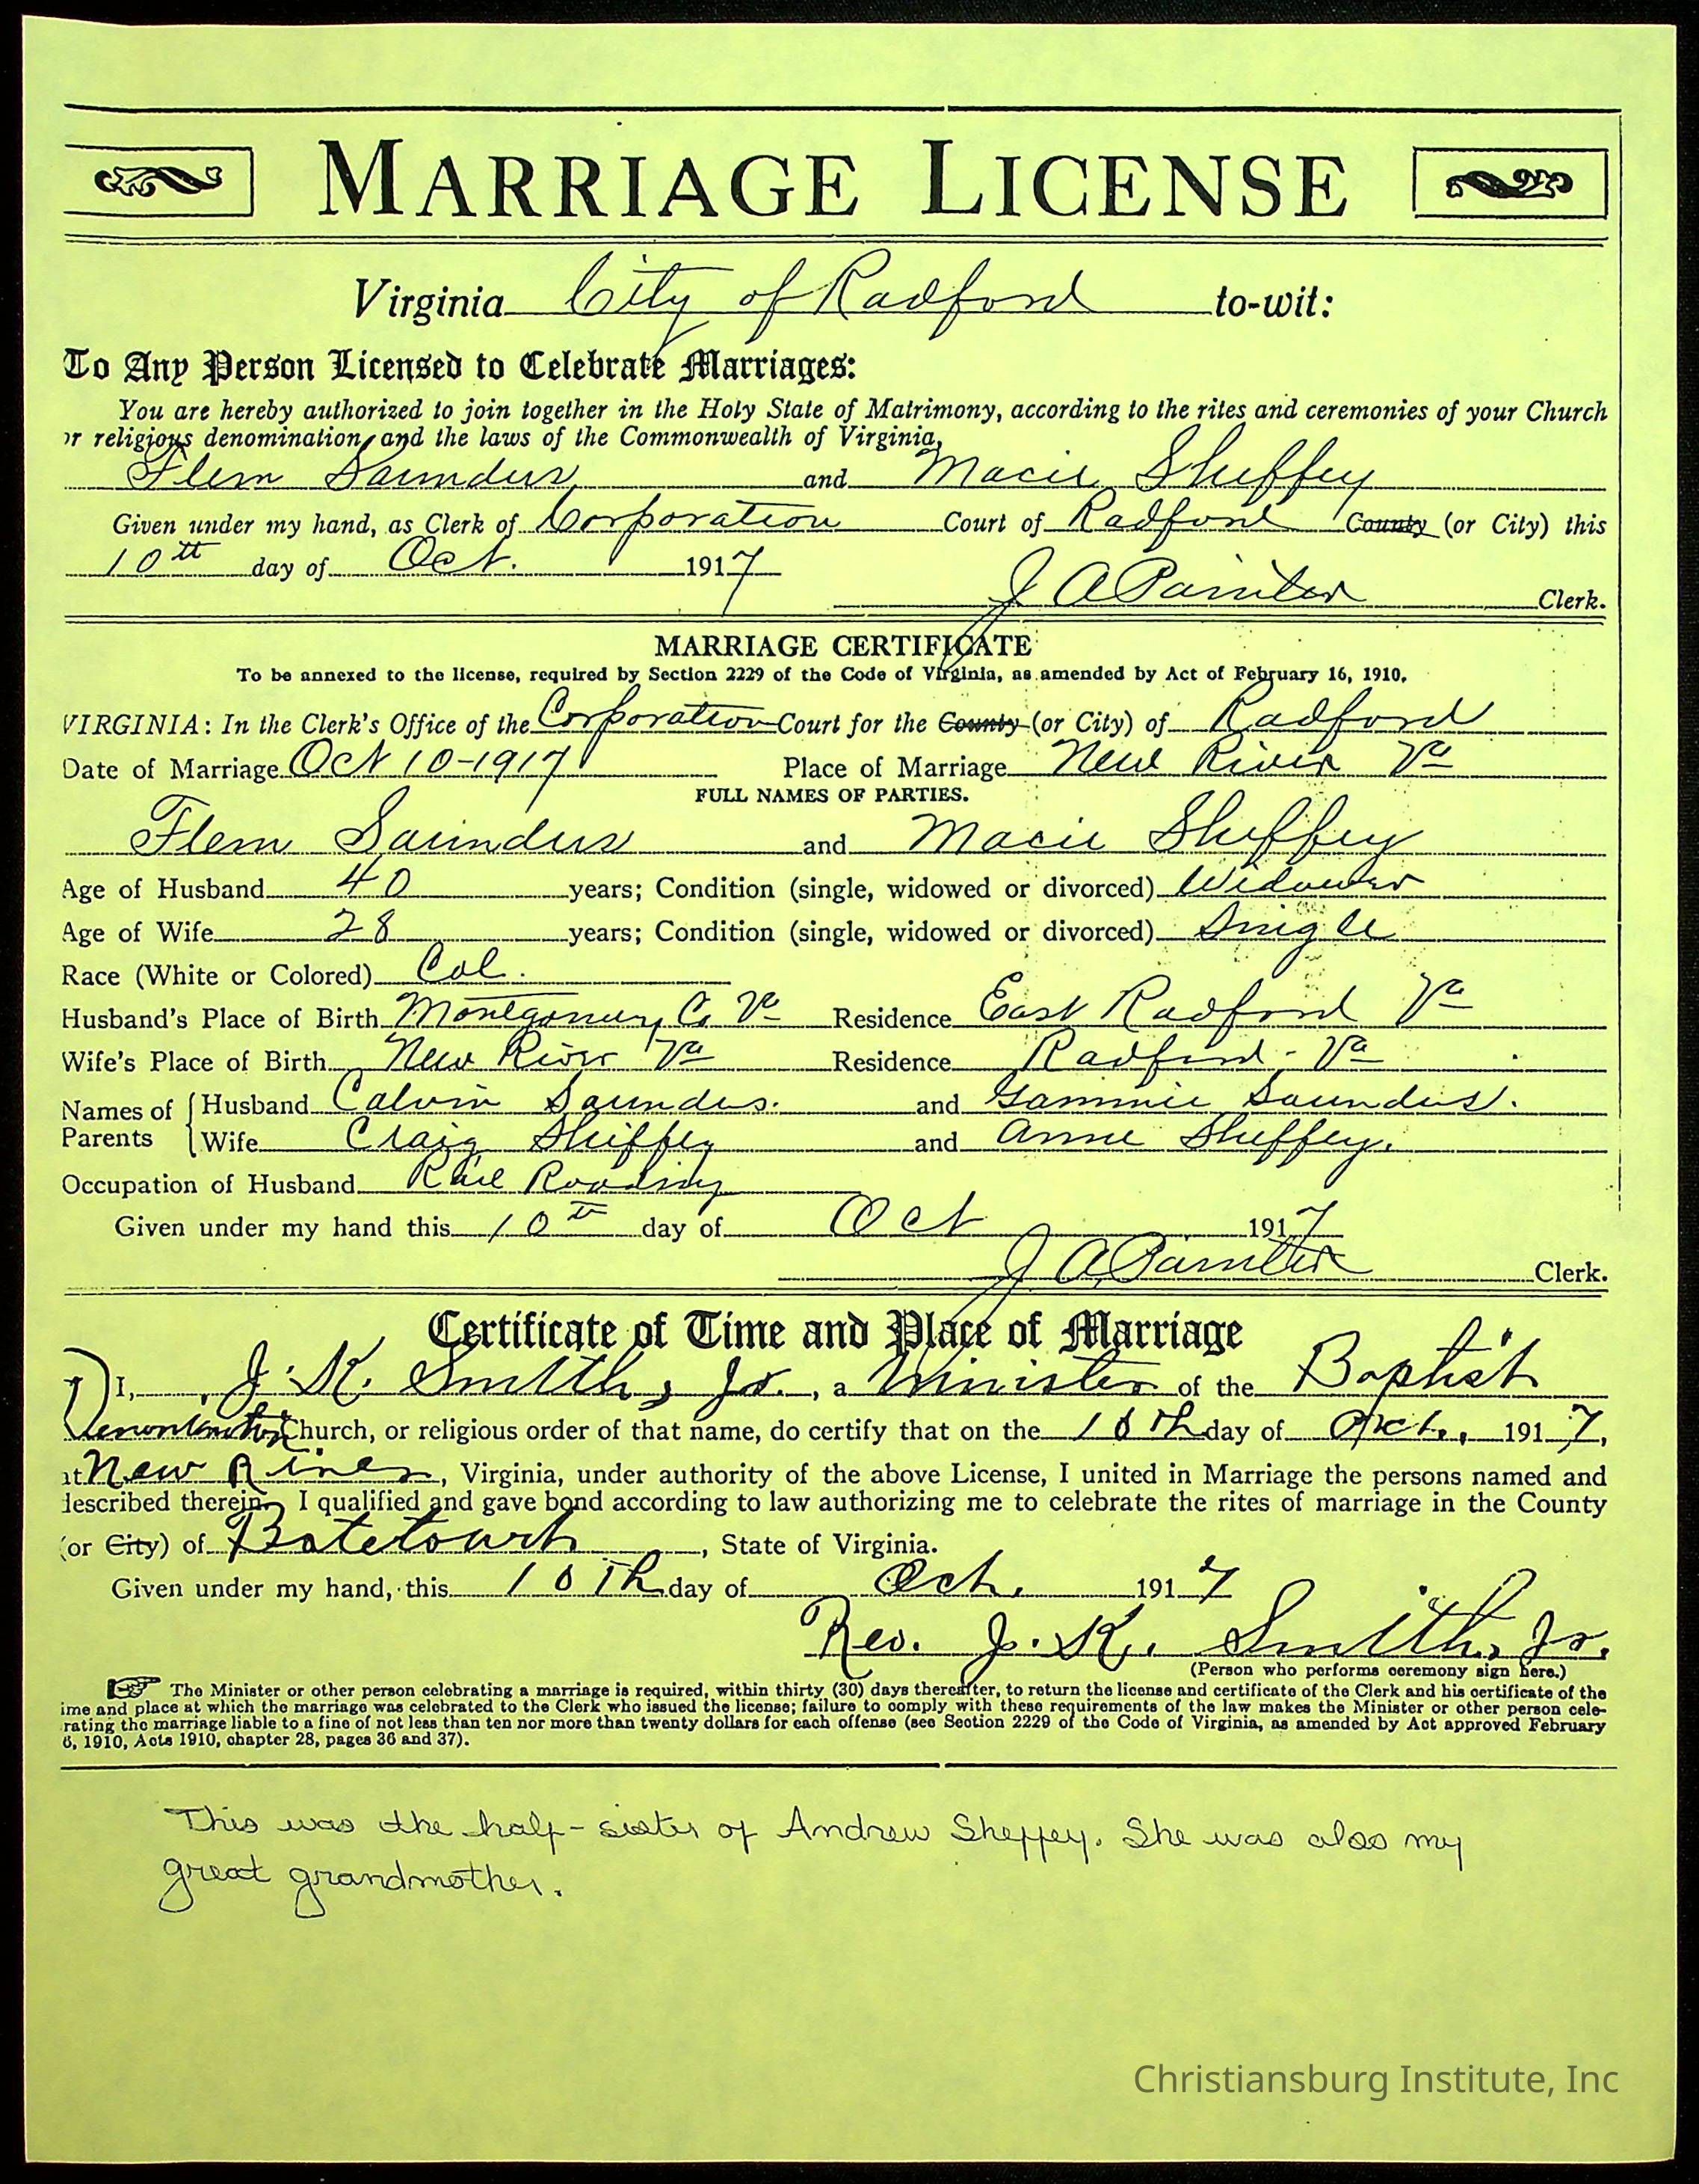 MARRIAGE LICENSE
Virginia City of Radford to-wit:
To Any Person Licensed to Celebrate Marriages:
You are hereby authorized to join together in the Holy State of Matrimony, according to the rites and ceremonies of your Church
or religious denomination, and the laws of the Commonwealth of Virginia,
Flem Saunders and Macie Sheffey
Given under my hand, as Clerk of Corporation Court of Radford County (or City) this
10th day of Oct. 1917
J A Painter Clerk.
MARRIAGE CERTIFICATE
To be annexed to the license, required by Section 2229 of the Code of Virginia, as amended by Act of February 16, 1910.
VIRGINIA: In the Clerk's Office of the Corporation Court for the County (or City) of Radford
Date of Marriage Oct 10-1917 Place of Marriage New River Va
FULL NAMES OF PARTIES.
Flem Saunders and Macie Sheffey
Age of Husband 40 years; Condition (single, widowed or divorced) Widower
Age of Wife 28 years; Condition (single, widowed or divorced) Single
Race (White or Colored) Col.
Husband's Place of Birth Montgomery Co Va Residence East Radford Va
Wife's Place of Birth New River Va Residence Radford - Va
Names of Parents { Husband Calvin Saunders. and Sammie Saunders.
Wife Craig Sheffey and Anne Sheffey.
Occupation of Husband Rail Roading
Given under my hand this 10th day of Oct 1917
J A Painter Clerk.
Certificate of Time and Place of Marriage
I, J. K. Smith, Jr., a Minister of the Baptist
Denomination Church, or religious order of that name, do certify that on the 10th day of Oct., 1917,
at New River, Virginia, under authority of the above License, I united in Marriage the persons named and
described therein. I qualified and gave bond according to law authorizing me to celebrate the rites of marriage in the County
(or City) of Botetourt, State of Virginia.
Given under my hand, this 10th day of Oct. 1917
Rev. J. K. Smith, Jr.
(Person who performs ceremony sign here.)
The Minister or other person celebrating a marriage is required, within thirty (30) days thereafter, to return the license and certificate of the Clerk and his certificate of the
ime and place at which the marriage was celebrated to the Clerk who issued the license; failure to comply with these requirements of the law makes the Minister or other person cele-
rating the marriage liable to a fine of not less than ten nor more than twenty dollars for each offense (see Section 2229 of the Code of Virginia, as amended by Act approved February
6, 1910, Acts 1910, chapter 28, pages 36 and 37).
This was the half-sister of Andrew Sheffey. She was also my
great grandmother.
Christiansburg Institute, Inc